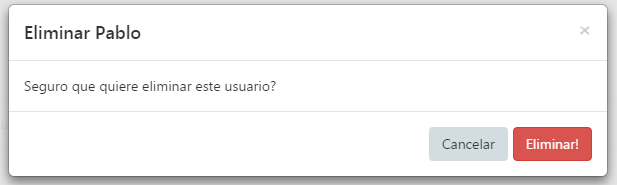 Eliminar Pablo
×
Seguro que quiere eliminar este usuario?
Cancelar
Eliminar!